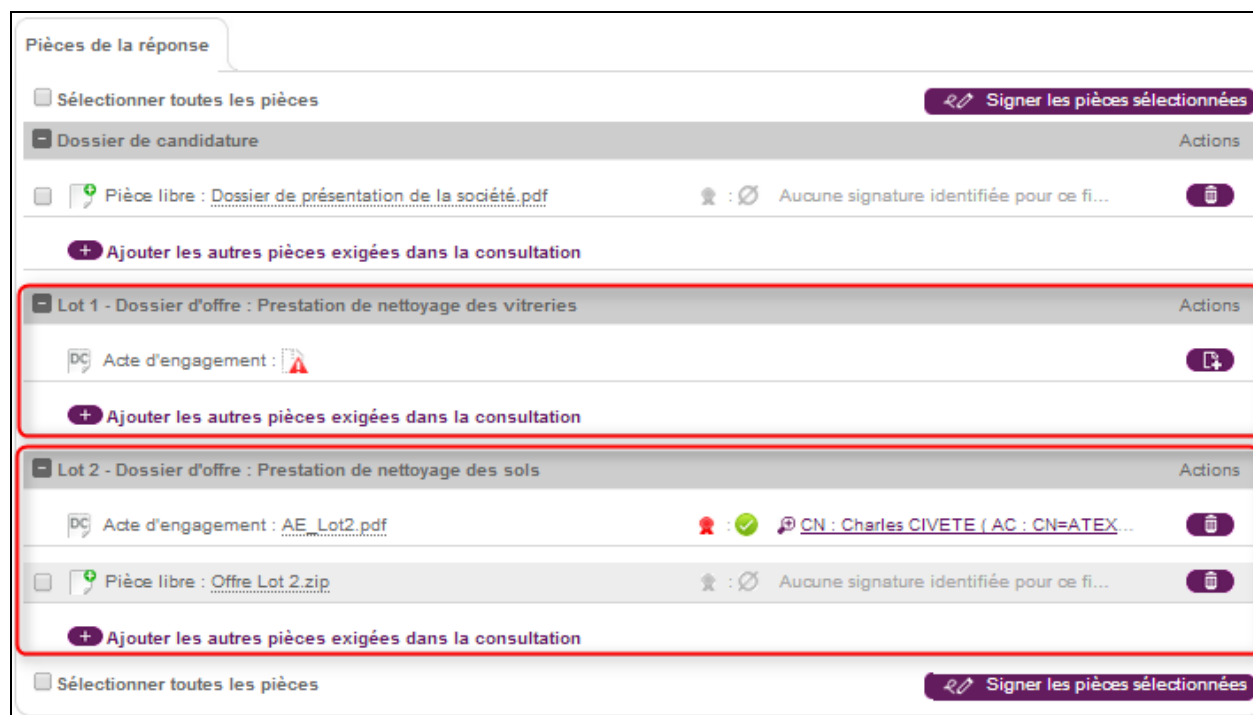 Pièces de la réponse
Sélectionner toutes les pièces Signer les pièces sélectionnées
Dossier de candidature Actions
Pièce libre : Dossier de présentation de la société.pdf : Aucune signature identifiée pour ce fi...
+ Ajouter les autres pièces exigées dans la consultation
Lot 1 - Dossier d'offre : Prestation de nettoyage des vitreries Actions
DC Acte d'engagement :
+ Ajouter les autres pièces exigées dans la consultation
Lot 2 - Dossier d'offre : Prestation de nettoyage des sols Actions
DC Acte d'engagement : AE_Lot2.pdf : CN : Charles CIVETE ( AC : CN=ATEX...
Pièce libre : Offre Lot 2.zip : Aucune signature identifiée pour ce fi...
+ Ajouter les autres pièces exigées dans la consultation
Sélectionner toutes les pièces Signer les pièces sélectionnées